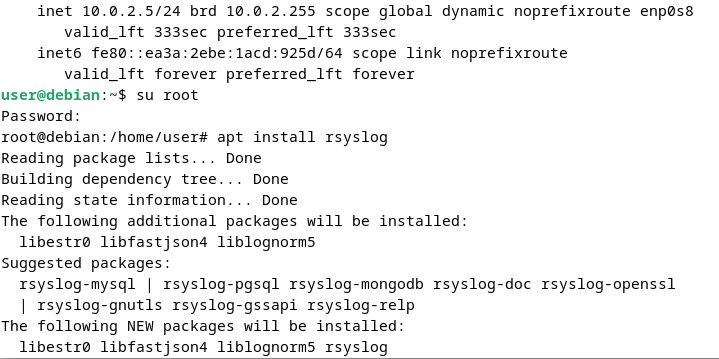 inet 10.0.2.5/24 brd 10.0.2.255 scope global dynamic noprefixroute enp0s8
valid_lft 333sec preferred_lft 333sec
inet6 fe80::ea3a:2ebe:1acd:925d/64 scope link noprefixroute
valid_lft forever preferred_lft forever
user@debian:~$ su root
Password:
root@debian:/home/user# apt install rsyslog
Reading package lists... Done
Building dependency tree... Done
Reading state information... Done
The following additional packages will be installed:
libestr0 libfastjson4 liblognorm5
Suggested packages:
rsyslog-mysql | rsyslog-pgsql rsyslog-mongodb rsyslog-doc rsyslog-openssl
| rsyslog-gnutls rsyslog-gssapi rsyslog-relp
The following NEW packages will be installed:
libestr0 libfastjson4 liblognorm5 rsyslog